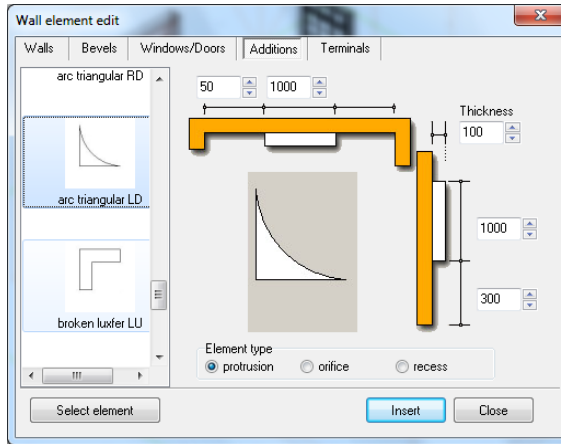 Wall element edit
Walls Bevels Windows/Doors Additions Terminals
arc triangular RD
50 1000
Thickness
100
arc triangular LD
1000
300
broken luxfer LU
Element type
protrusion orifice recess
Select element Insert Close